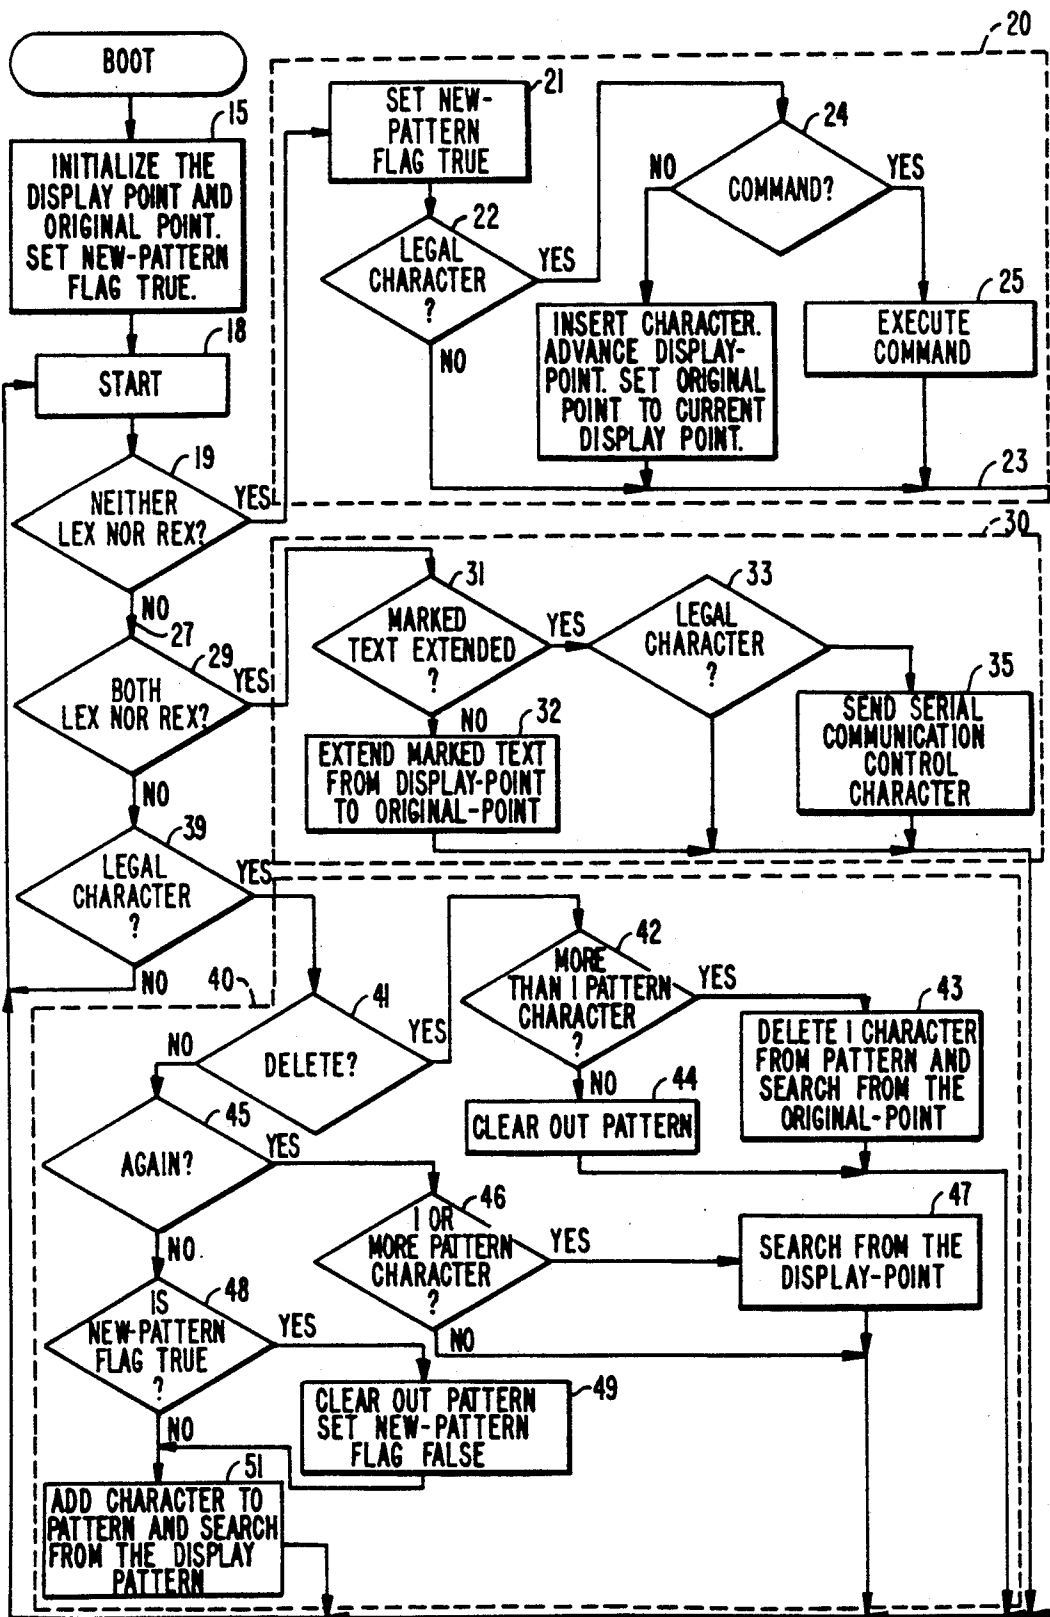 BOOT
15
INITIALIZE THE
DISPLAY POINT AND
ORIGINAL POINT.
SET NEW-PATTERN
FLAG TRUE.
18
START
19
NEITHER
LEX NOR REX?
YES
NO
27
29
BOTH
LEX NOR REX?
YES
NO
39
LEGAL
CHARACTER
?
YES
NO
20
21
SET NEW-
PATTERN
FLAG TRUE
22
LEGAL
CHARACTER
?
YES
NO
24
COMMAND?
NO
YES
INSERT CHARACTER.
ADVANCE DISPLAY-
POINT. SET ORIGINAL
POINT TO CURRENT
DISPLAY POINT.
25
EXECUTE
COMMAND
23
30
31
MARKED
TEXT EXTENDED
?
YES
NO
32
EXTEND MARKED TEXT
FROM DISPLAY-POINT
TO ORIGINAL-POINT
33
LEGAL
CHARACTER
?
35
SEND SERIAL
COMMUNICATION
CONTROL
CHARACTER
40
41
DELETE?
NO
YES
42
MORE
THAN 1 PATTERN
CHARACTER
?
YES
NO
43
DELETE 1 CHARACTER
FROM PATTERN AND
SEARCH FROM THE
ORIGINAL-POINT
44
CLEAR OUT PATTERN
45
AGAIN?
YES
NO
46
1 OR
MORE PATTERN
CHARACTER
?
YES
NO
47
SEARCH FROM THE
DISPLAY-POINT
48
IS
NEW-PATTERN
FLAG TRUE
?
YES
NO
49
CLEAR OUT PATTERN
SET NEW-PATTERN
FLAG FALSE
51
ADD CHARACTER TO
PATTERN AND SEARCH
FROM THE DISPLAY
PATTERN